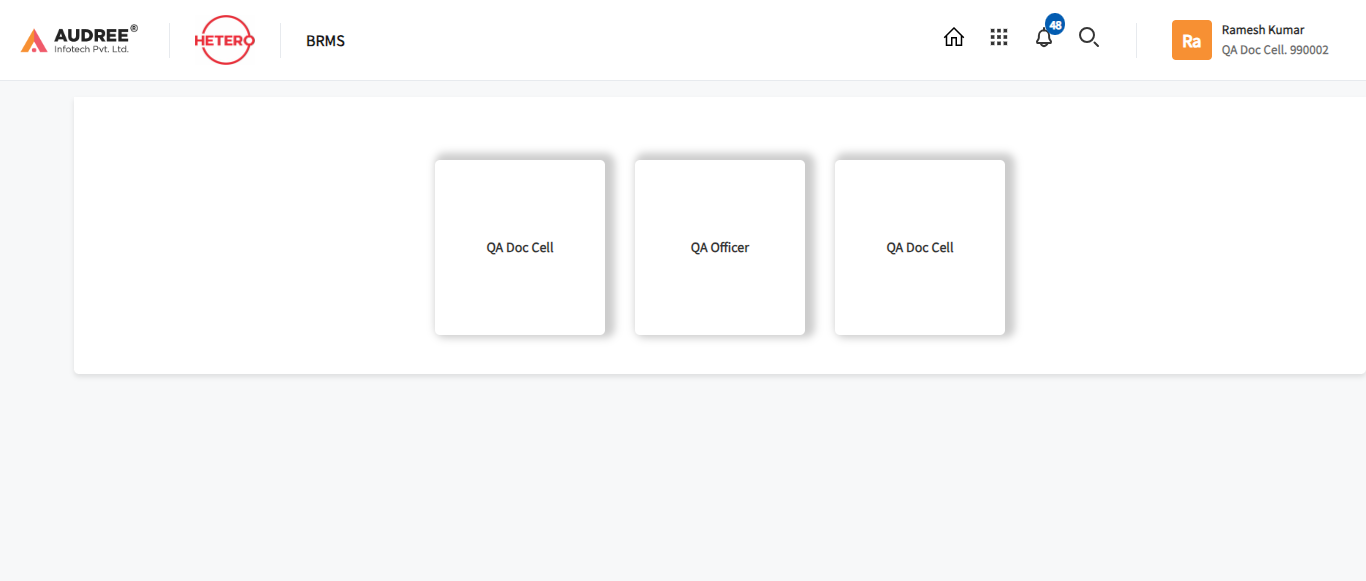 AUDREE®
Infotech Pvt. Ltd.
HETERO
BRMS
48
Ra
Ramesh Kumar
QA Doc Cell. 990002
QA Doc Cell
QA Officer
QA Doc Cell